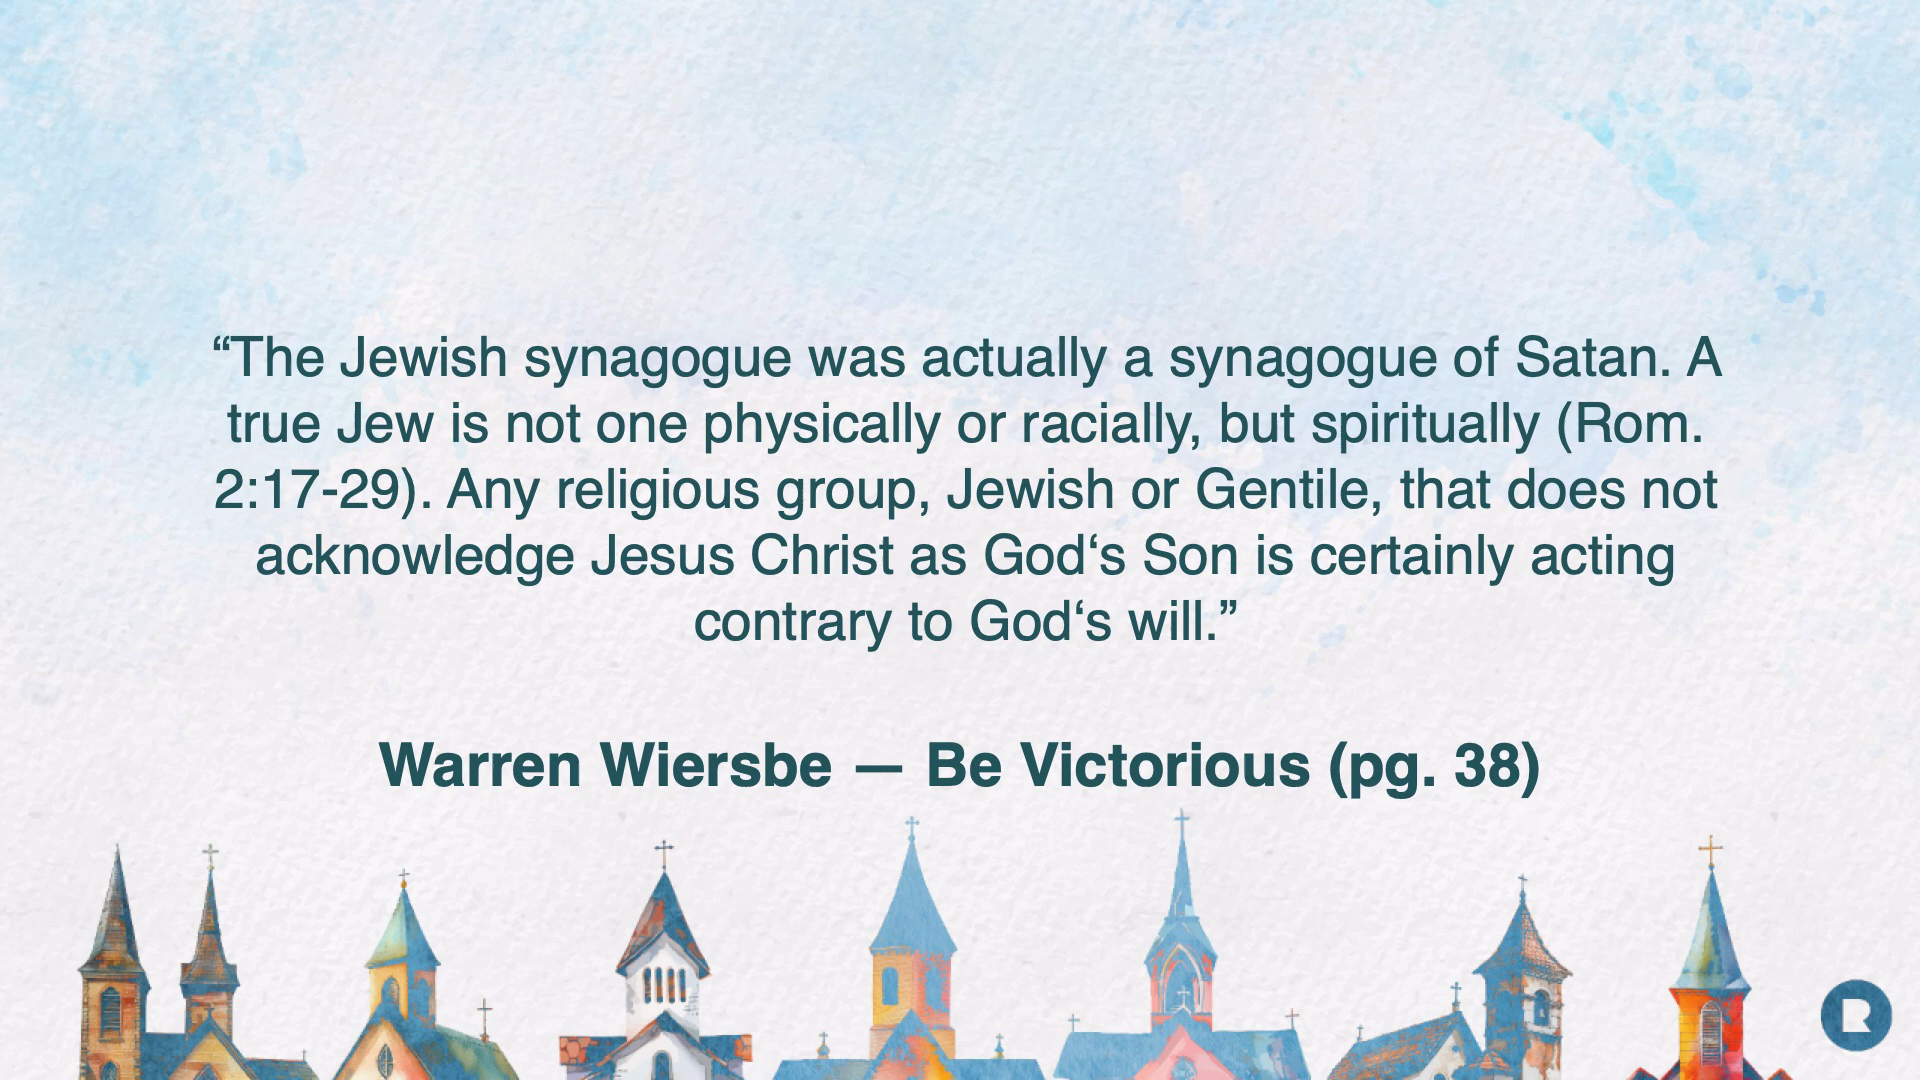 “The Jewish synagogue was actually a synagogue of Satan. A
true Jew is not one physically or racially, but spiritually (Rom.
2:17-29). Any religious group, Jewish or Gentile, that does not
acknowledge Jesus Christ as God‘s Son is certainly acting
contrary to God‘s will.”
Warren Wiersbe — Be Victorious (pg. 38)
R